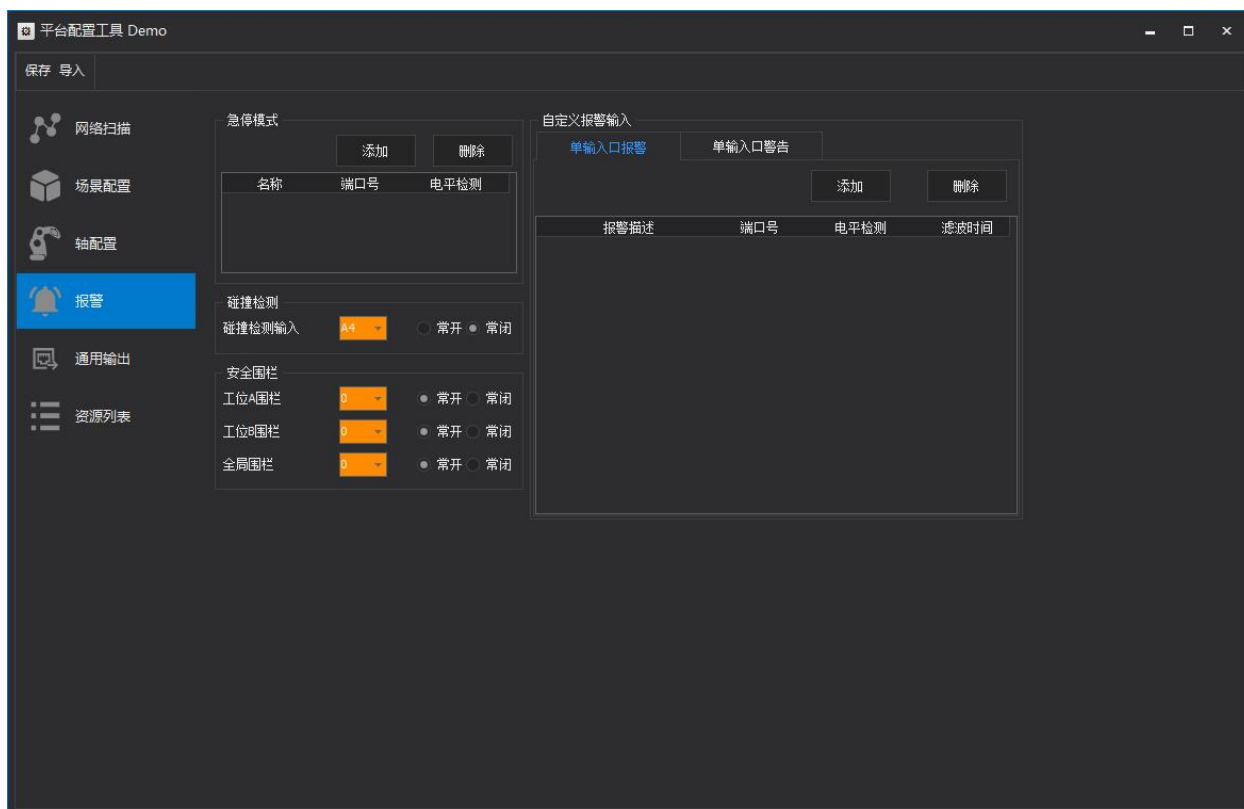 平台配置工具 Demo
保存 导入
网络扫描
场景配置
轴配置
报警
通用输出
资源列表
急停模式
添加 删除
名称 端口号 电平检测
碰撞检测
碰撞检测输入 A4 常开 常闭
安全围栏
工位A围栏 0 常开 常闭
工位B围栏 0 常开 常闭
全局围栏 0 常开 常闭
自定义报警输入
单输入口报警 单输入口警告
添加 删除
报警描述 端口号 电平检测 滤波时间